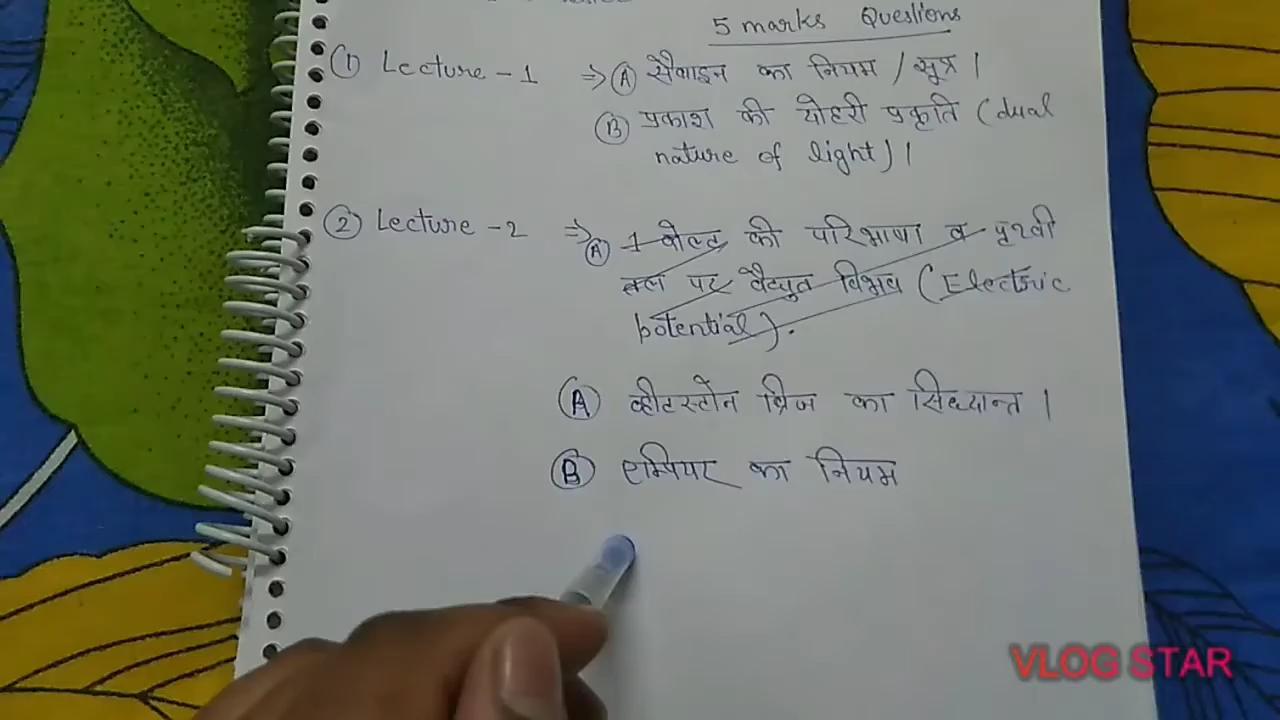 5 marks Questions
① Lecture - 1 ⇒ Ⓐ सैवाइन का नियम / सूत्र।
Ⓑ प्रकाश की दोहरी प्रकृति (dual
nature of light)।
② Lecture - 2 ⇒ Ⓐ 1 वोल्ट की परिभाषा व पृथ्वी
तल पर वैद्युत विभव (Electric
potential).
Ⓐ व्हीटस्टोन ब्रिज का सिध्दान्त।
Ⓑ एम्पियर का नियम
VLOG STAR